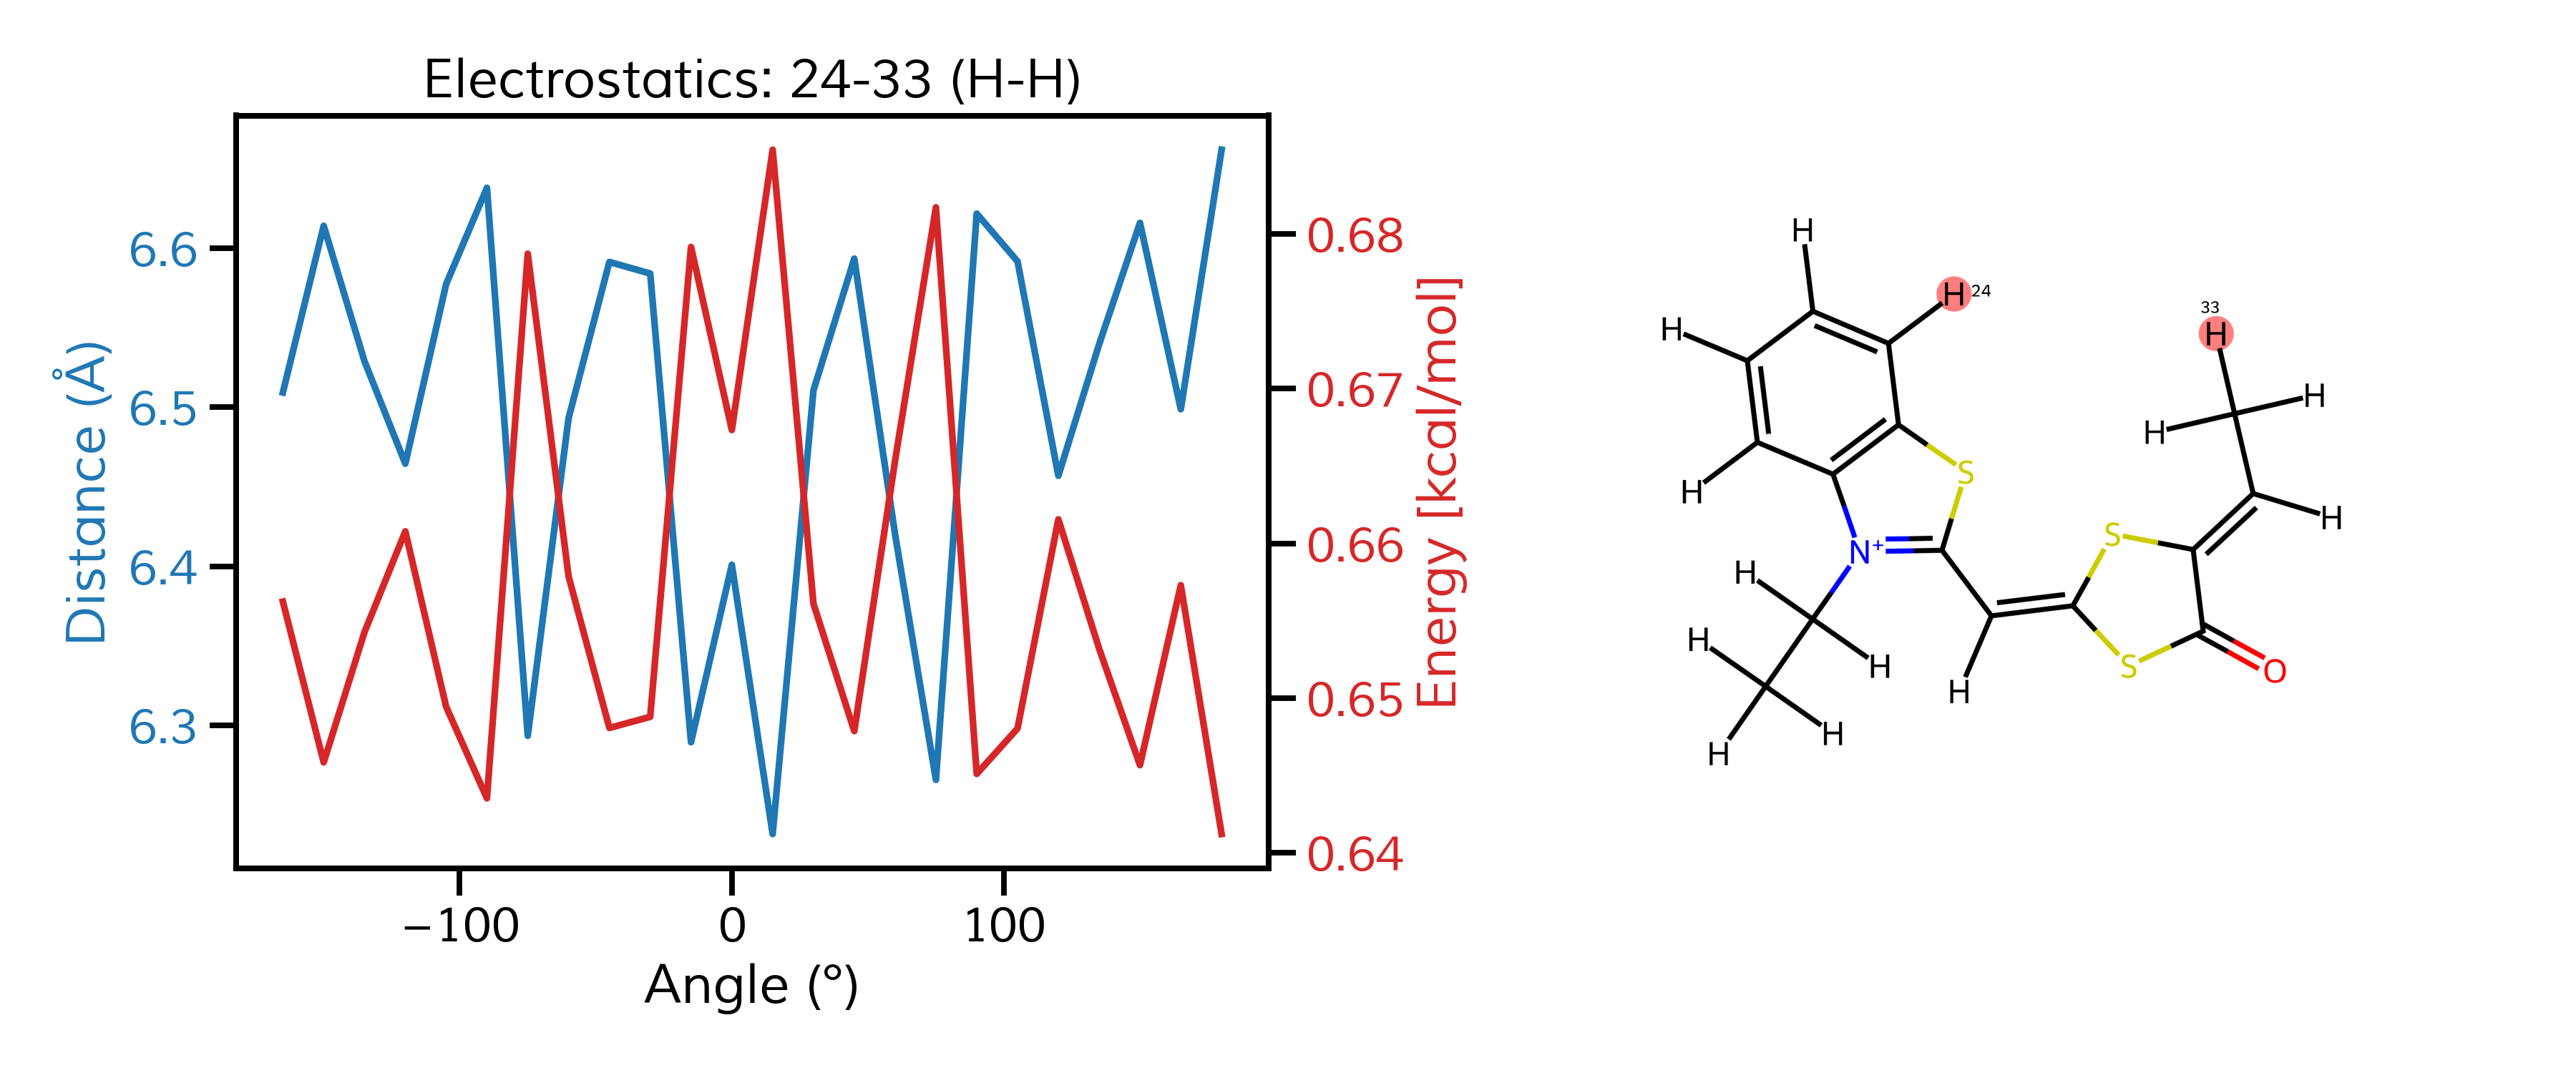 Electrostatics: 24-33 (H-H)
Distance (Å)
6.6
6.5
6.4
6.3
0.68
0.67
0.66
0.65
0.64
Energy [kcal/mol]
−100 0 100
Angle (°)
H
H 24
33
H
H
H
H
S
H
H
S
N+
H
H
S
O
H
H
H
H
H